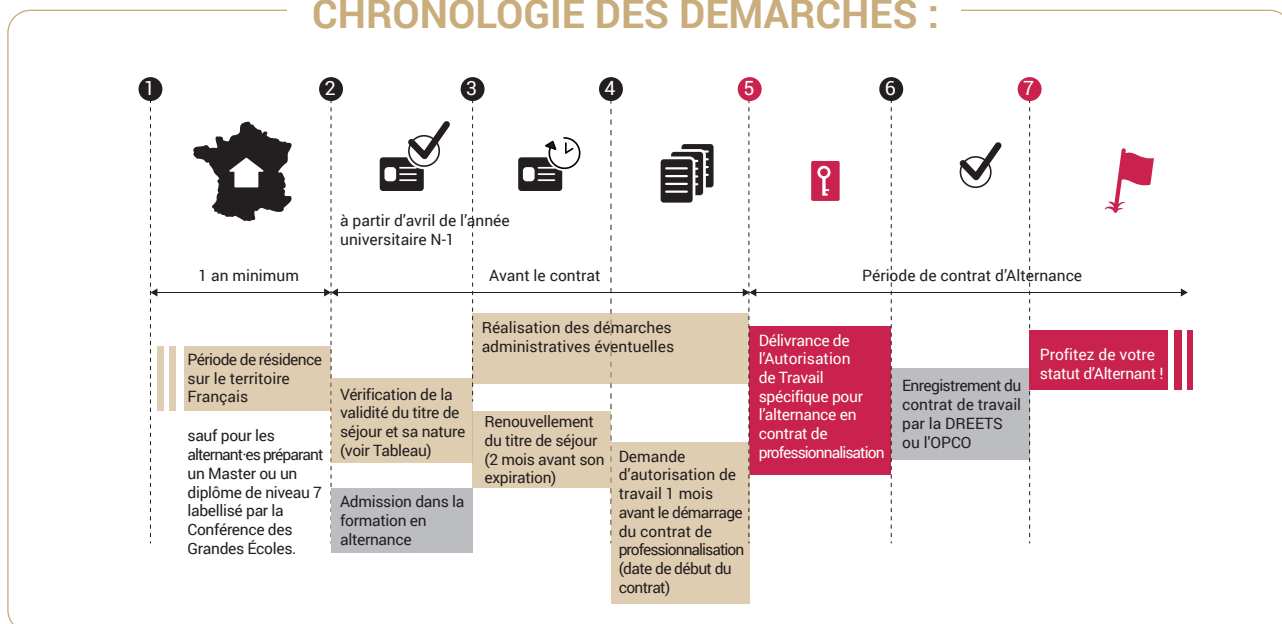 CHRONOLOGIE DES DÉMARCHES :
1
2
3
4
5
6
7
à partir d'avril de l'année
universitaire N-1
1 an minimum
Avant le contrat
Période de contrat d'Alternance
Période de résidence
sur le territoire
Français
sauf pour les
alternant·es préparant
un Master ou un
diplôme de niveau 7
labellisé par la
Conférence des
Grandes Écoles.
Vérification de la
validité du titre de
séjour et sa nature
(voir Tableau)
Admission dans la
formation en
alternance
Réalisation des démarches
administratives éventuelles
Renouvellement
du titre de séjour
(2 mois avant son
expiration)
Demande
d'autorisation de
travail 1 mois
avant le démarrage
du contrat de
professionnalisation
(date de début du
contrat)
Délivrance de
l'Autorisation
de Travail
spécifique pour
l'alternance en
contrat de
professionnalisation
Enregistrement du
contrat de travail
par la DREETS
ou l'OPCO
Profitez de votre
statut d'Alternant !